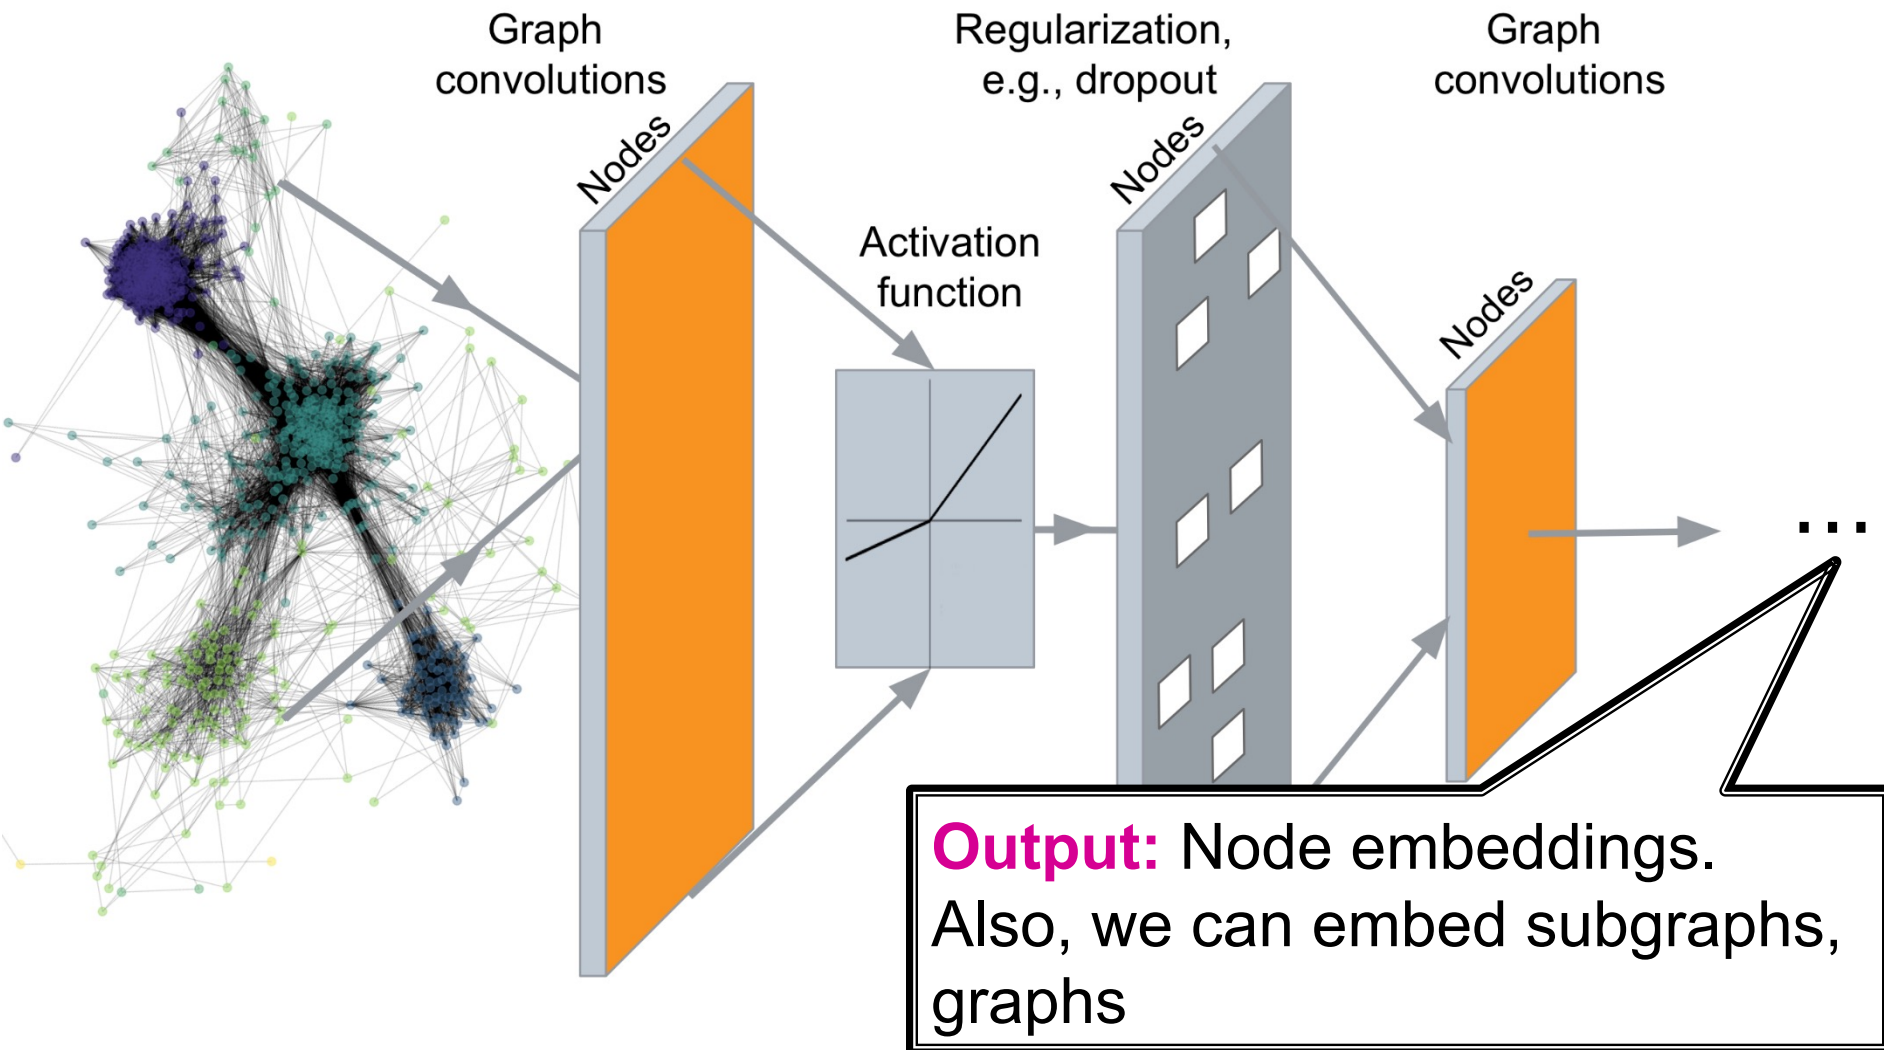 Graph
convolutions
Nodes
Activation
function
Regularization,
e.g., dropout
Nodes
Graph
convolutions
Nodes
...
Output: Node embeddings.
Also, we can embed subgraphs,
graphs